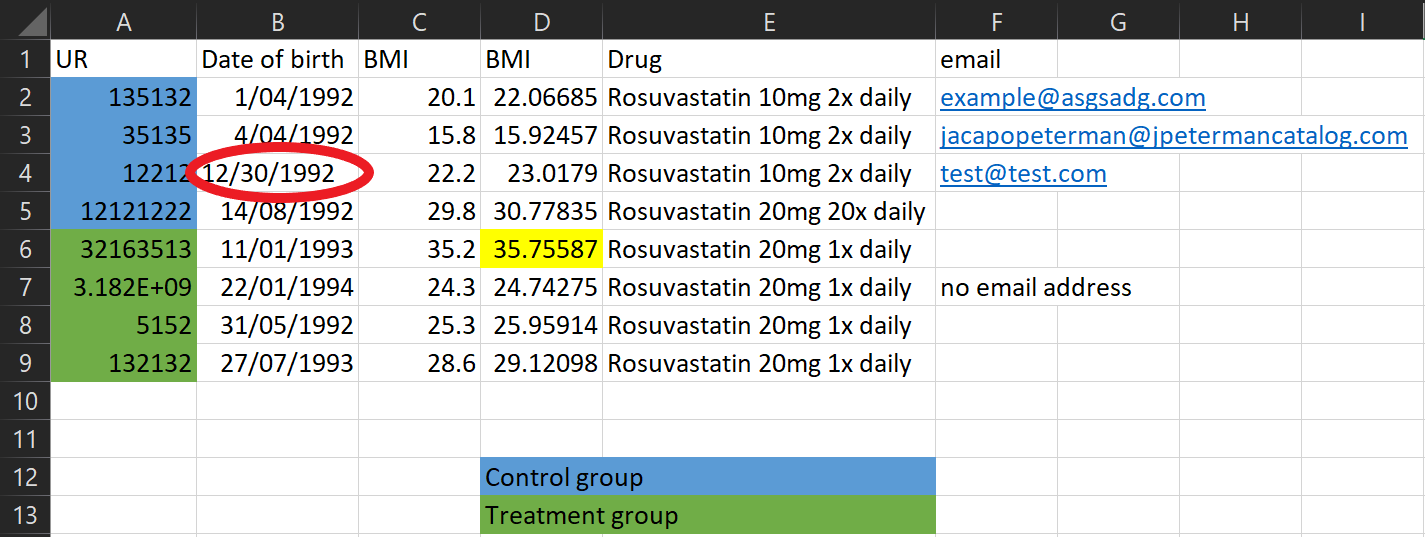 A B C D E F G H I
1 UR Date of birth BMI BMI Drug email
2 135132 1/04/1992 20.1 22.06685 Rosuvastatin 10mg 2x daily example@asgsadg.com
3 35135 4/04/1992 15.8 15.92457 Rosuvastatin 10mg 2x daily jacapopeterman@jpetermancatalog.com
4 12212 12/30/1992 22.2 23.0179 Rosuvastatin 10mg 2x daily test@test.com
5 12121222 14/08/1992 29.8 30.77835 Rosuvastatin 20mg 20x daily
6 32163513 11/01/1993 35.2 35.75587 Rosuvastatin 20mg 1x daily
7 3.182E+09 22/01/1994 24.3 24.74275 Rosuvastatin 20mg 1x daily no email address
8 5152 31/05/1992 25.3 25.95914 Rosuvastatin 20mg 1x daily
9 132132 27/07/1993 28.6 29.12098 Rosuvastatin 20mg 1x daily
10
11
12 Control group
13 Treatment group